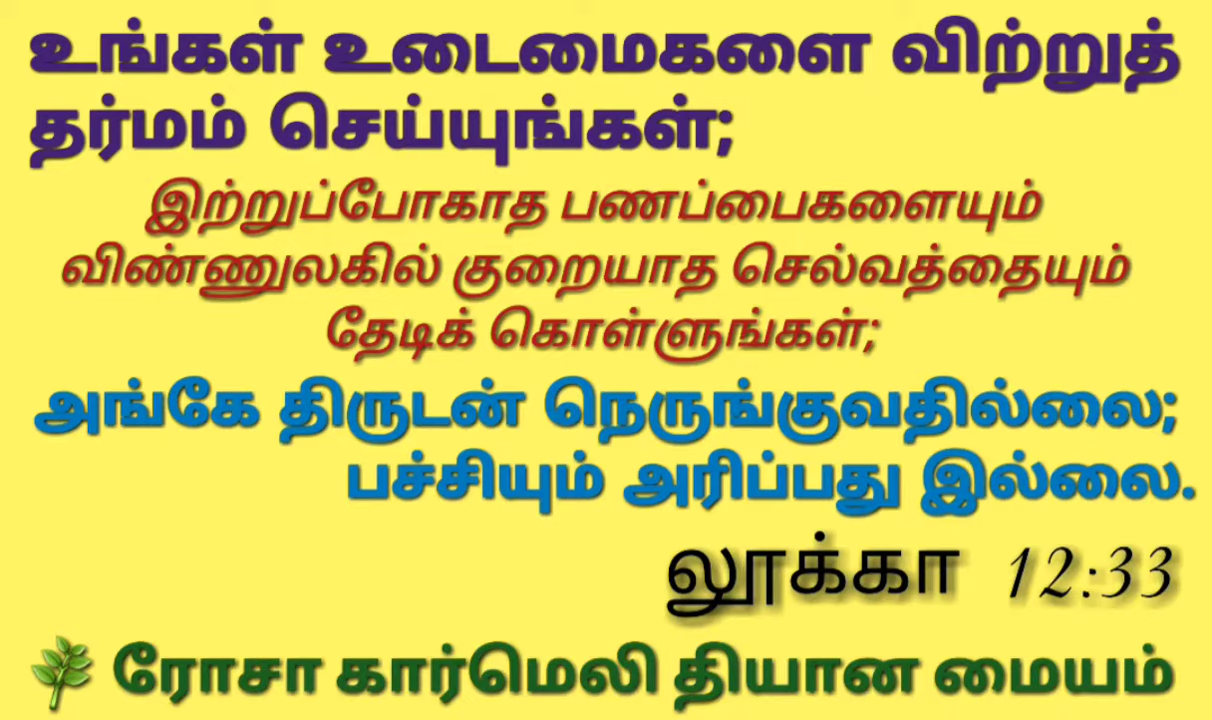 உங்கள் உடைமைகளை விற்றுத்
தர்மம் செய்யுங்கள்;
இற்றுப்போகாத பணப்பைகளையும்
விண்ணுலகில் குறையாத செல்வத்தையும்
தேடிக் கொள்ளுங்கள்;
அங்கே திருடன் நெருங்குவதில்லை;
பச்சியும் அரிப்பது இல்லை.
லூக்கா 12:33
🌿 ரோசா கார்மெலி தியான மையம்